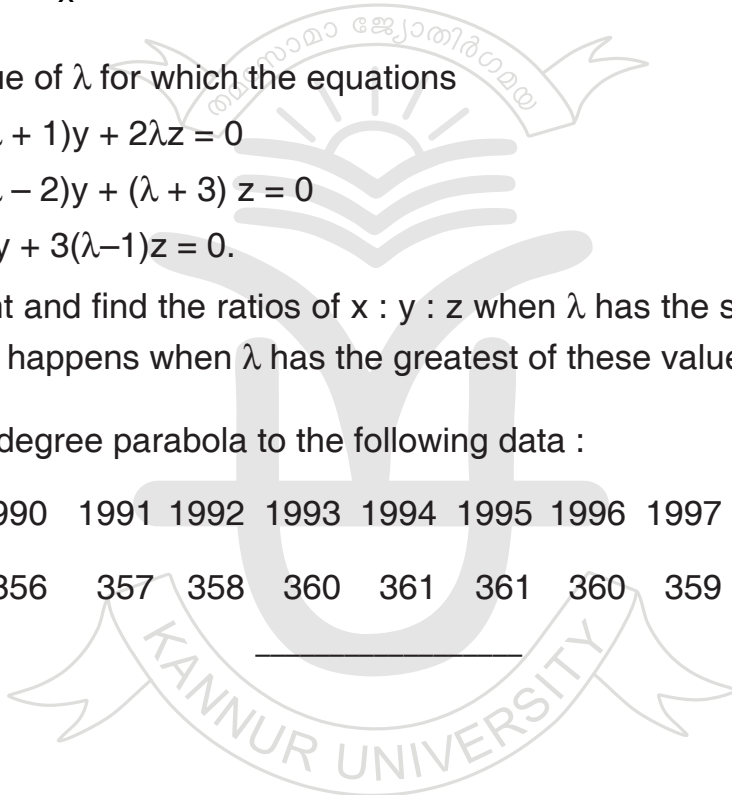 തമസോമാ ജ്യോതിർഗമയ
ue of λ for which the equations
+ 1)y + 2λz = 0
– 2)y + (λ + 3) z = 0
y + 3(λ–1)z = 0.
nt and find the ratios of x : y : z when λ has the s
happens when λ has the greatest of these value
degree parabola to the following data :
990 1991 1992 1993 1994 1995 1996 1997
356 357 358 360 361 361 360 359
KANNUR UNIVERSITY